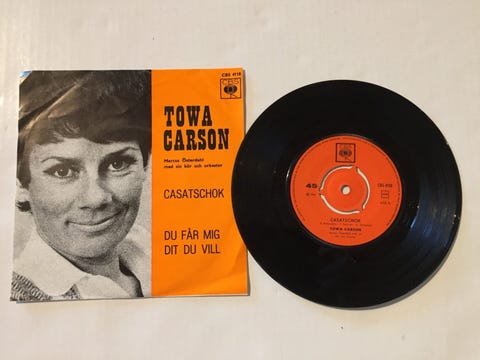 CBS 4118
CBS
TOWA
CARSON
Marcus Österdahl
med sin kör och orkester
CASATSCHOK
DU FÅR MIG
DIT DU VILL
45
CASATSCHOK
TOWA CARSON